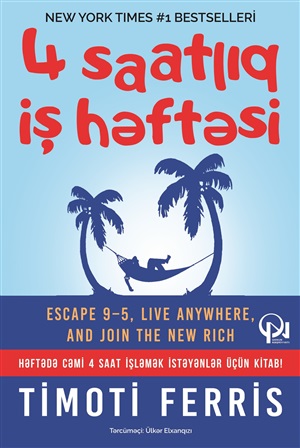 NEW YORK TIMES #1 BESTSELLERİ
4 saatlıq
iş həftəsi
ESCAPE 9–5, LIVE ANYWHERE,
AND JOIN THE NEW RICH
HƏFTƏDƏ CƏMİ 4 SAAT İŞLƏMƏK İSTƏYƏNLƏR ÜÇÜN KİTAB!
TİMOTİ FERRİS
Tərcüməçi: Ülkər Elxanqızı